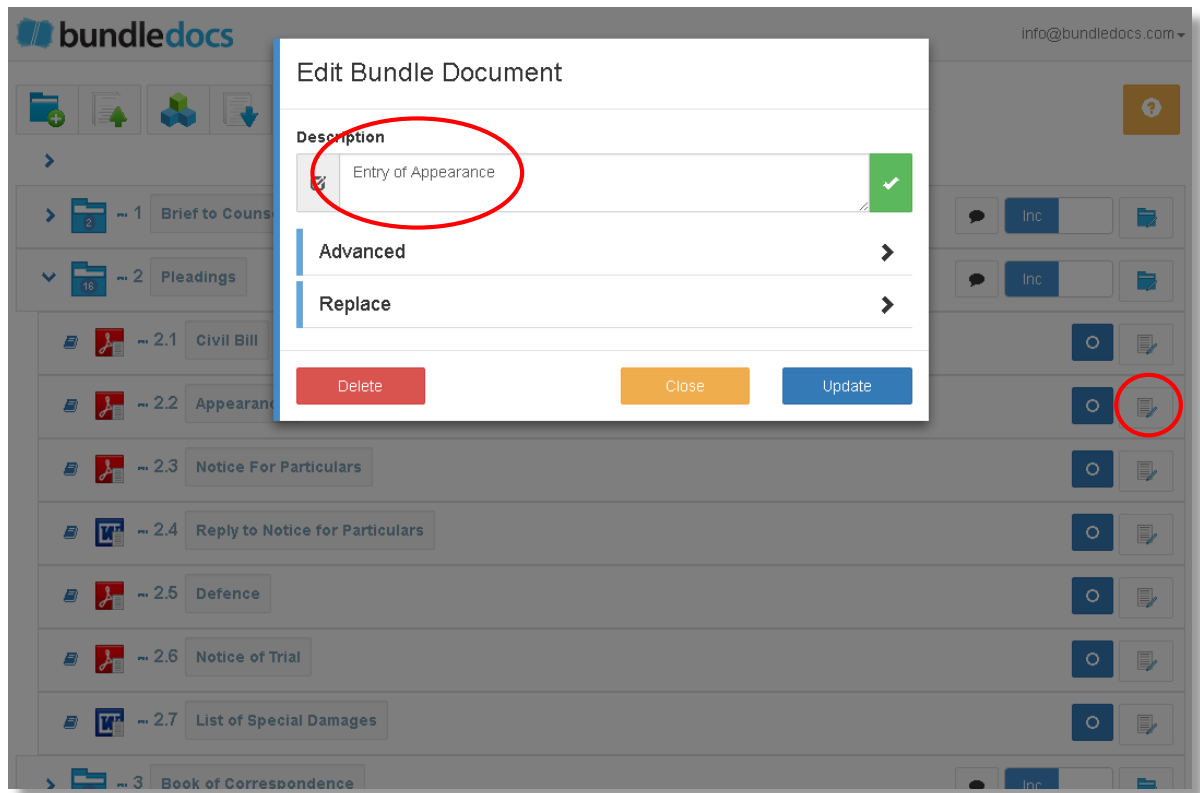 bundledocs
info@bundledocs.com
Edit Bundle Document
Description
Entry of Appearance
Advanced
Replace
Delete Close Update
2 1 Brief to Couns Inc
16 2 Pleadings Inc
2.1 Civil Bill
2.2 Appearanc
2.3 Notice For Particulars
2.4 Reply to Notice for Particulars
2.5 Defence
2.6 Notice of Trial
2.7 List of Special Damages
3 Book of Correspondence Inc